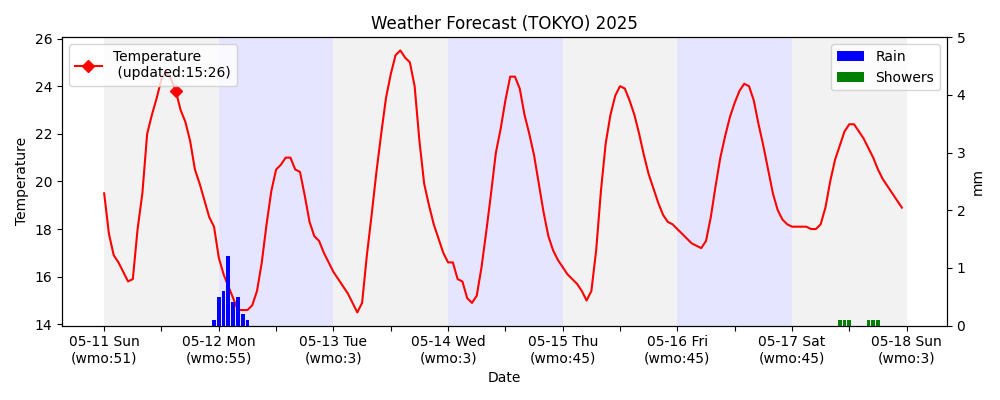 Weather Forecast (TOKYO) 2025
26
24
22
20
18
16
14
Temperature
Temperature
(updated:15:26)
Rain
Showers
5
4
3
2
1
0
mm
05-11 Sun
(wmo:51)
05-12 Mon
(wmo:55)
05-13 Tue
(wmo:3)
05-14 Wed
(wmo:3)
05-15 Thu
(wmo:45)
05-16 Fri
(wmo:45)
05-17 Sat
(wmo:45)
05-18 Sun
(wmo:3)
Date